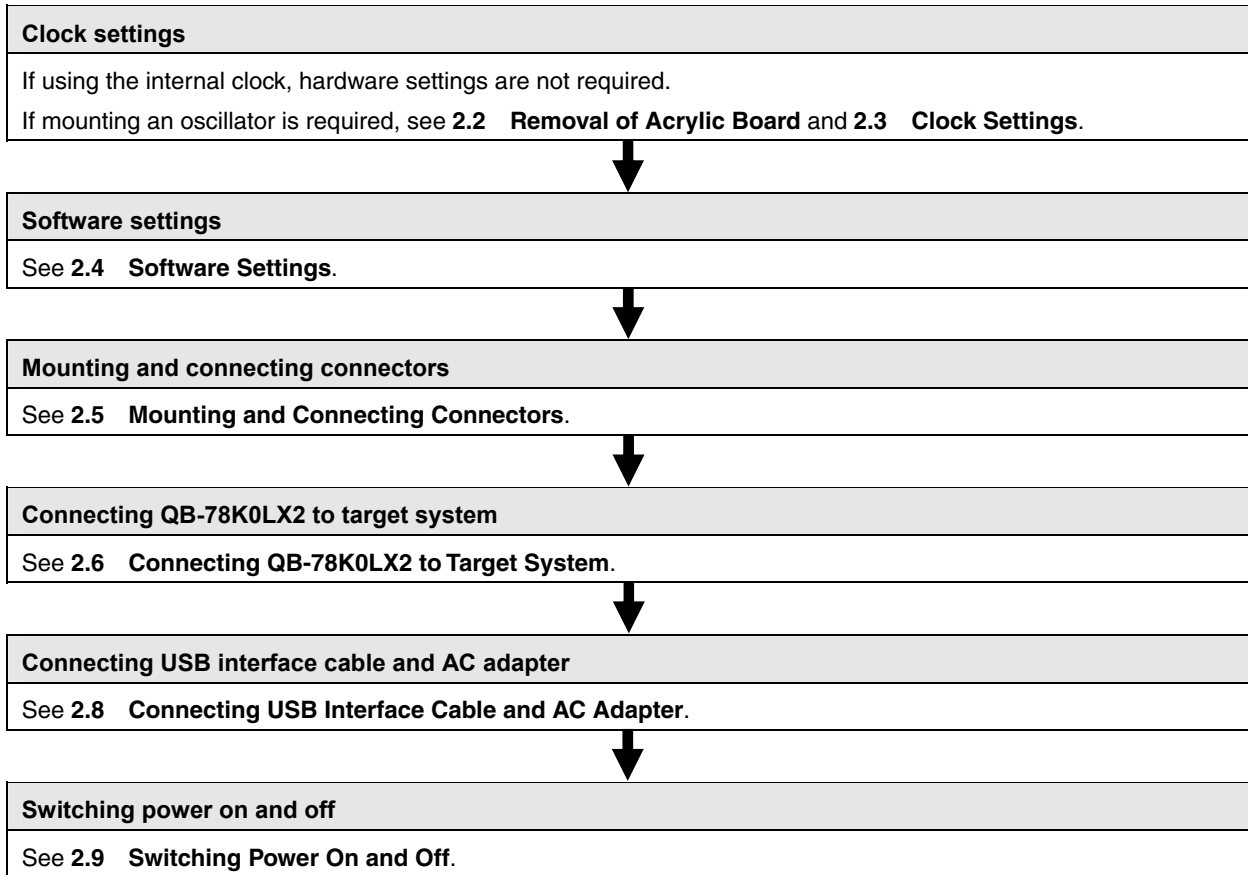 Clock settings
If using the internal clock, hardware settings are not required.
If mounting an oscillator is required, see 2.2 Removal of Acrylic Board and 2.3 Clock Settings.
Software settings
See 2.4 Software Settings.
Mounting and connecting connectors
See 2.5 Mounting and Connecting Connectors.
Connecting QB-78K0LX2 to target system
See 2.6 Connecting QB-78K0LX2 to Target System.
Connecting USB interface cable and AC adapter
See 2.8 Connecting USB Interface Cable and AC Adapter.
Switching power on and off
See 2.9 Switching Power On and Off.